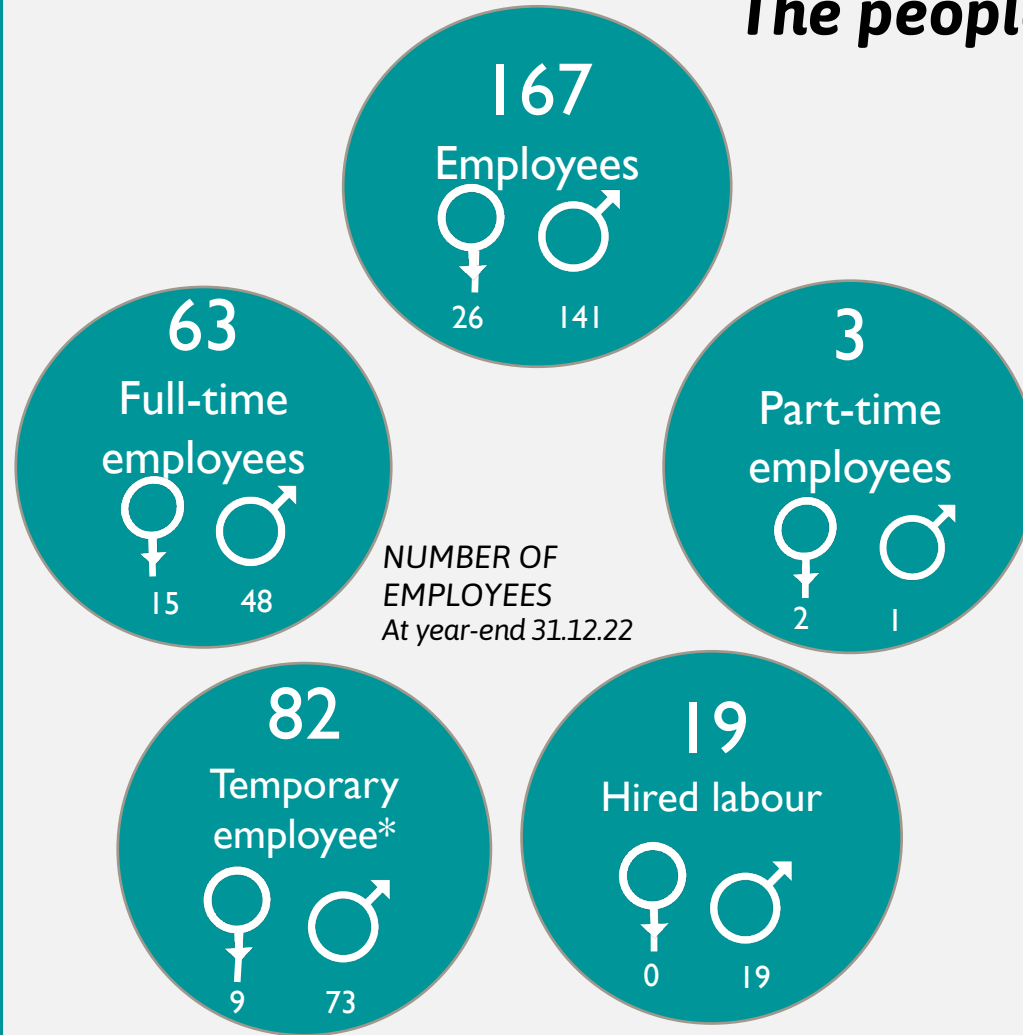 The peopl
167
Employees
26 141
63
Full-time
employees
15 48
3
Part-time
employees
2 1
NUMBER OF
EMPLOYEES
At year-end 31.12.22
82
Temporary
employee*
9 73
19
Hired labour
0 19